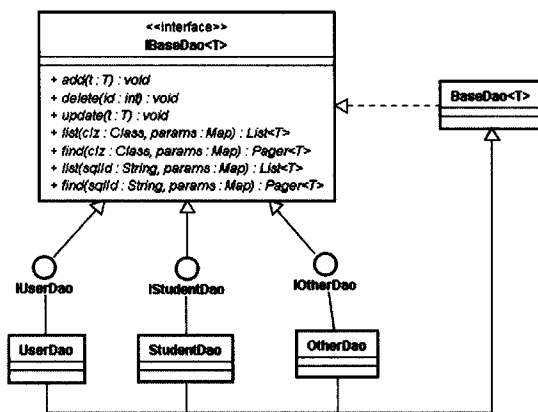 <<interface>>
IBaseDao<T>
+ add(t : T) : void
+ delete(id : int) : void
+ update(t : T) : void
+ list(clz : Class, params : Map) : List<T>
+ find(clz : Class, params : Map) : Pager<T>
+ list(sqlId : String, params : Map) : List<T>
+ find(sqlId : String, params : Map) : Pager<T>
BaseDao<T>
IUserDao
IStudentDao
IOtherDao
UserDao
StudentDao
OtherDao